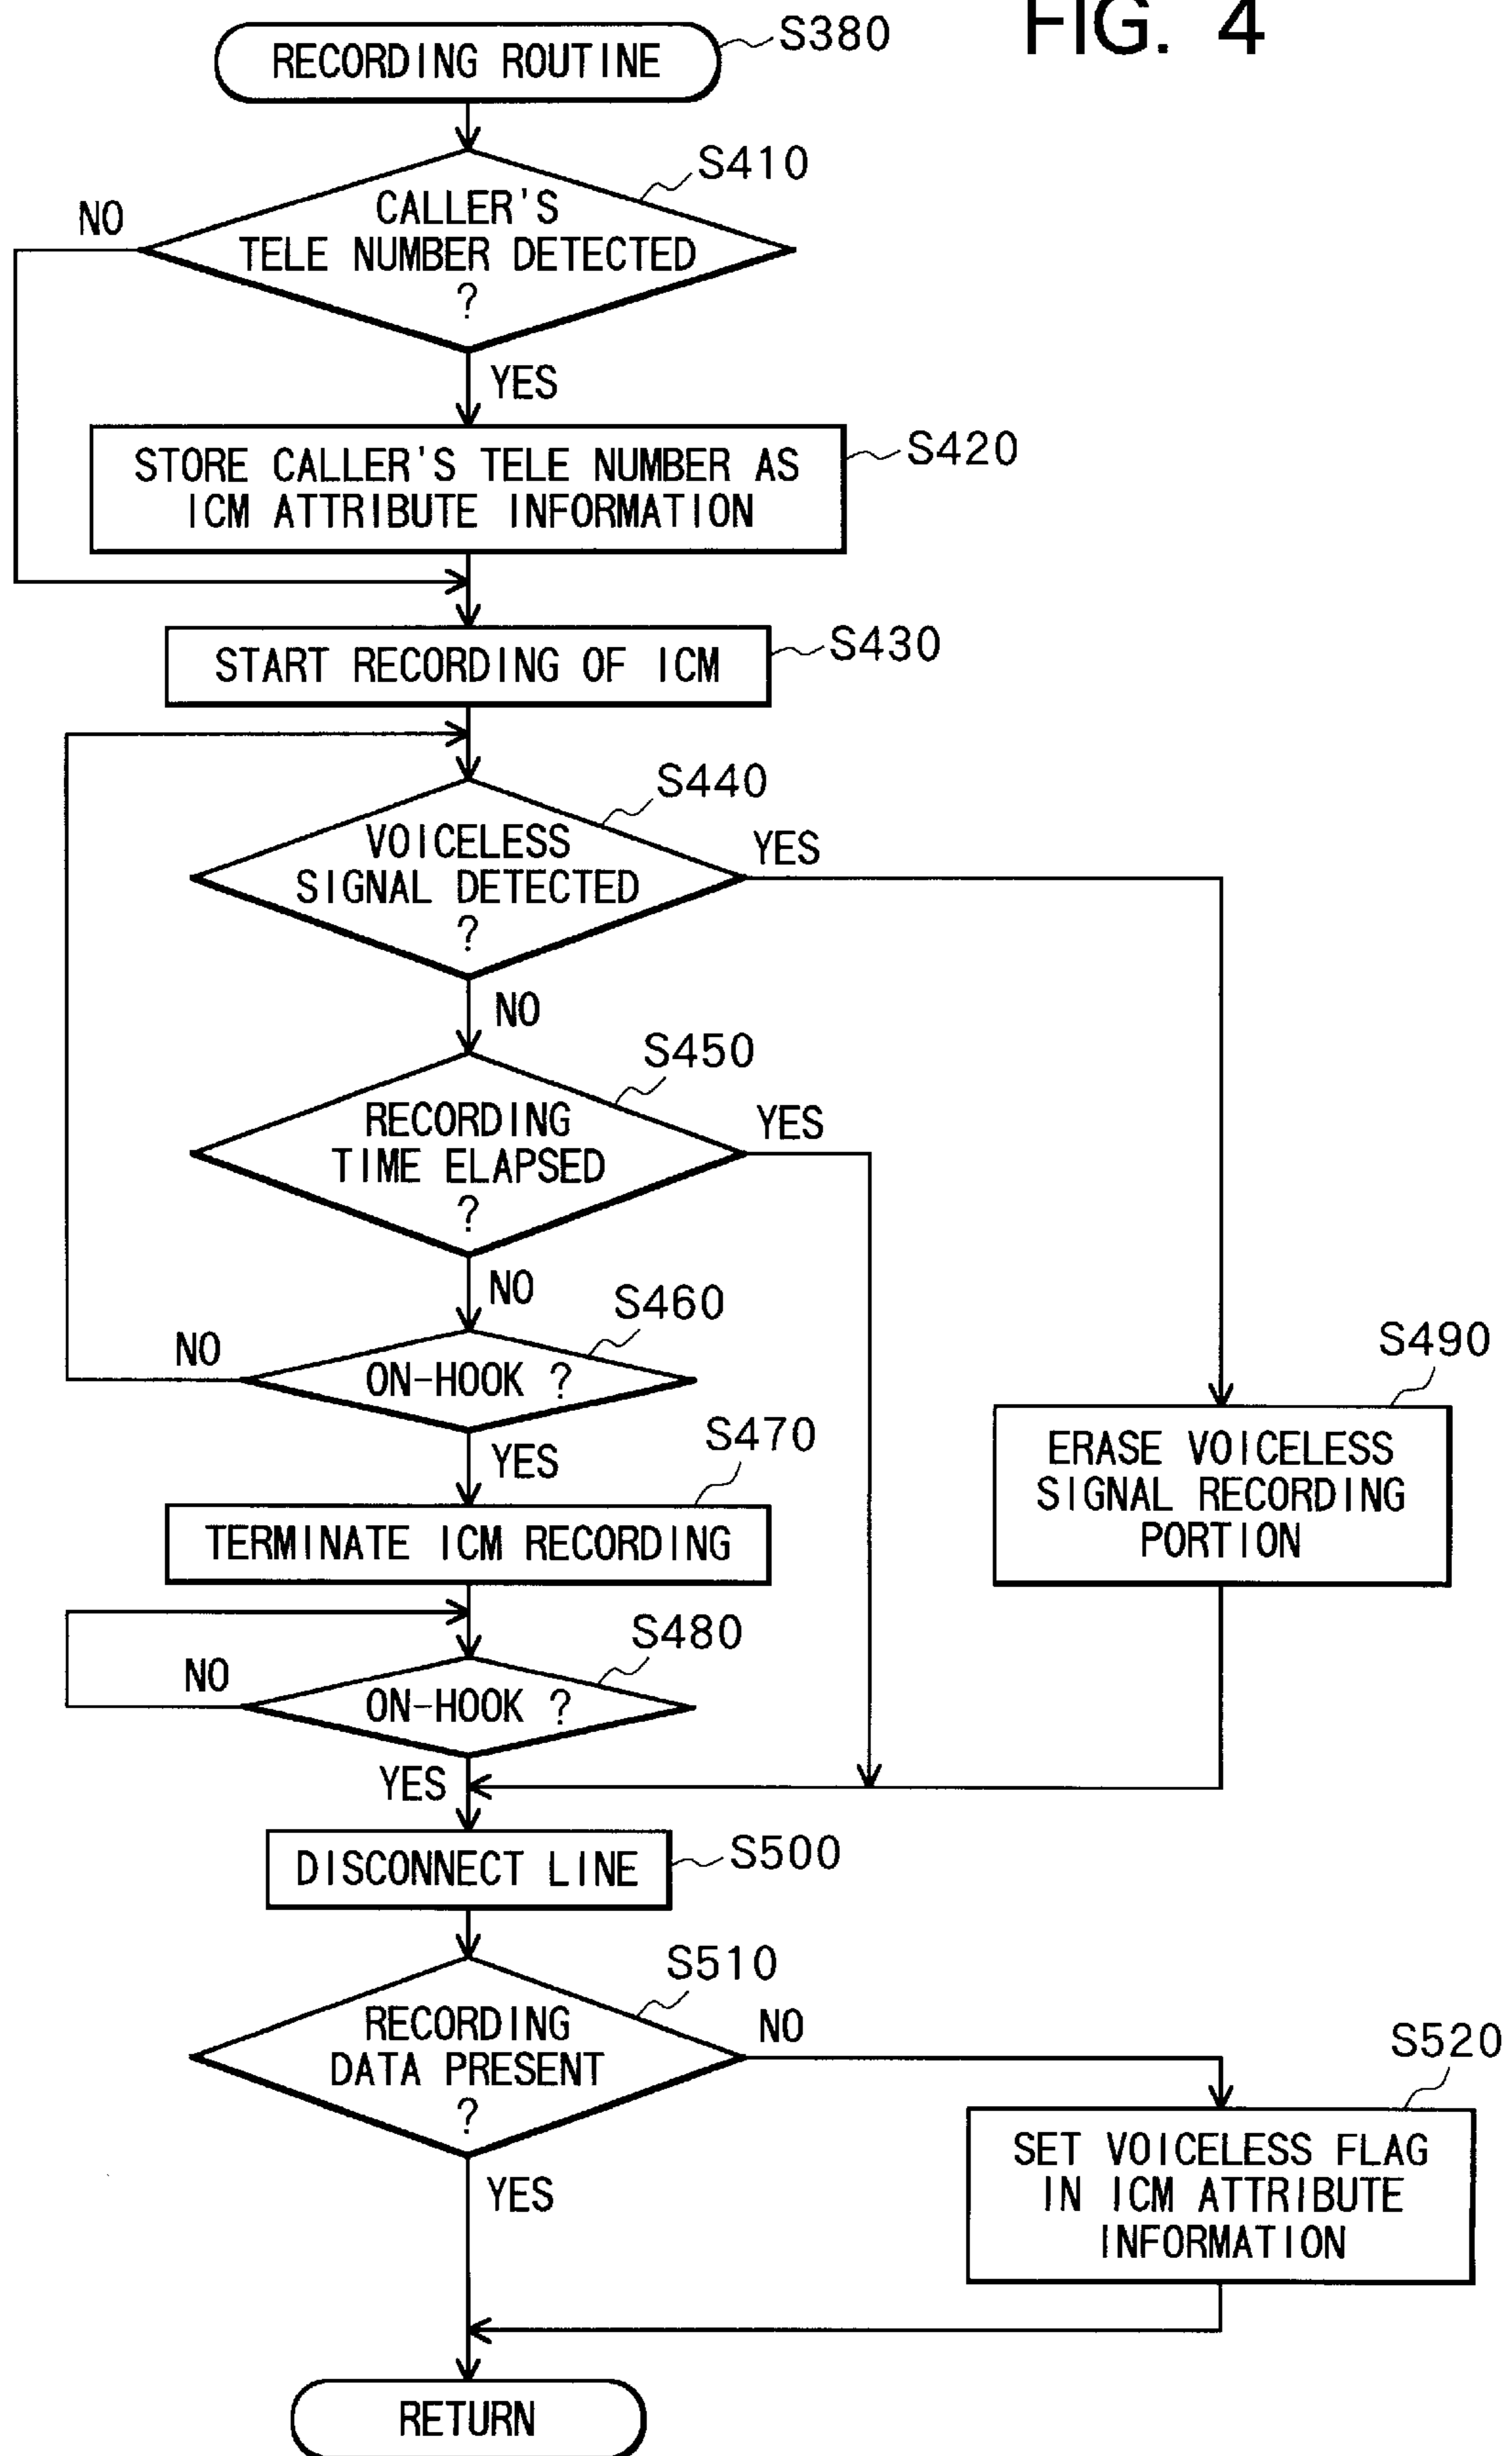 FIG. 4
RECORDING ROUTINE
S380
S410
CALLER'S
TELE NUMBER DETECTED
?
NO
YES
STORE CALLER'S TELE NUMBER AS
ICM ATTRIBUTE INFORMATION
S420
START RECORDING OF ICM
S430
S440
VOICELESS
SIGNAL DETECTED
?
YES
NO
S450
RECORDING
TIME ELAPSED
?
YES
NO
S460
ON-HOOK ?
NO
YES
S470
TERMINATE ICM RECORDING
S490
ERASE VOICELESS
SIGNAL RECORDING
PORTION
S480
ON-HOOK ?
NO
YES
DISCONNECT LINE
S500
S510
RECORDING
DATA PRESENT
?
NO
YES
S520
SET VOICELESS FLAG
IN ICM ATTRIBUTE
INFORMATION
RETURN